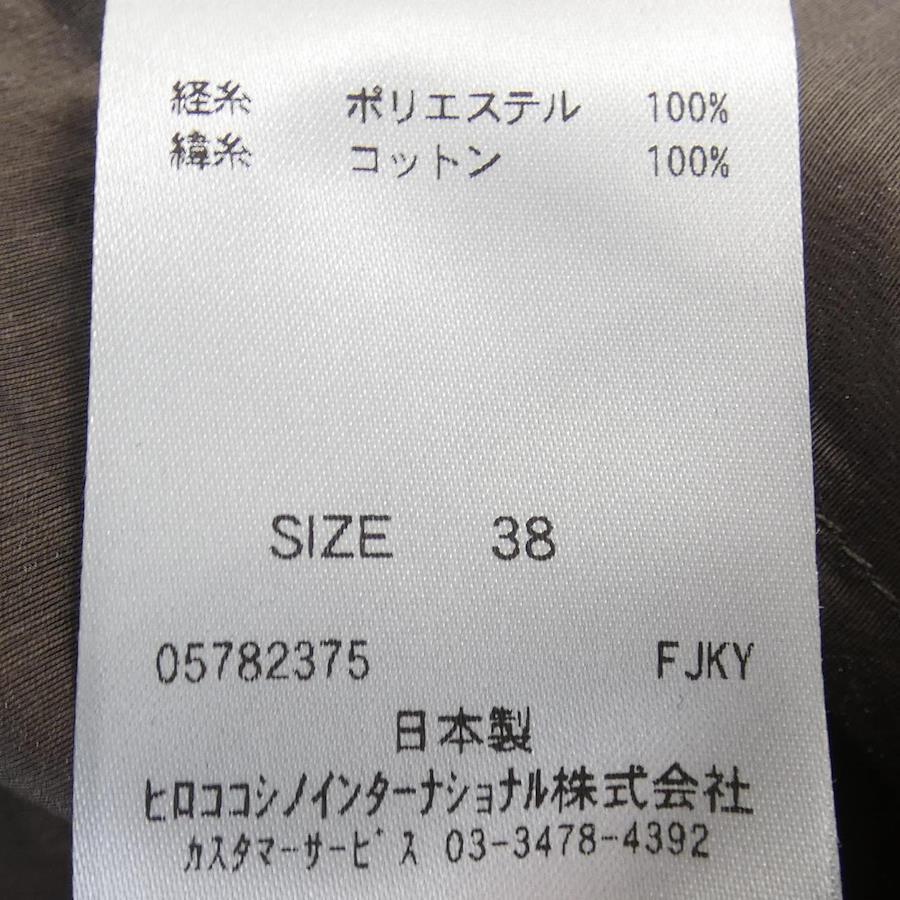 経糸 ポリエステル 100%
緯糸 コットン 100%
SIZE 38
05782375 FJKY
日本製
ヒロココシノインターナショナル株式会社
カスタマーサービス 03-3478-4392